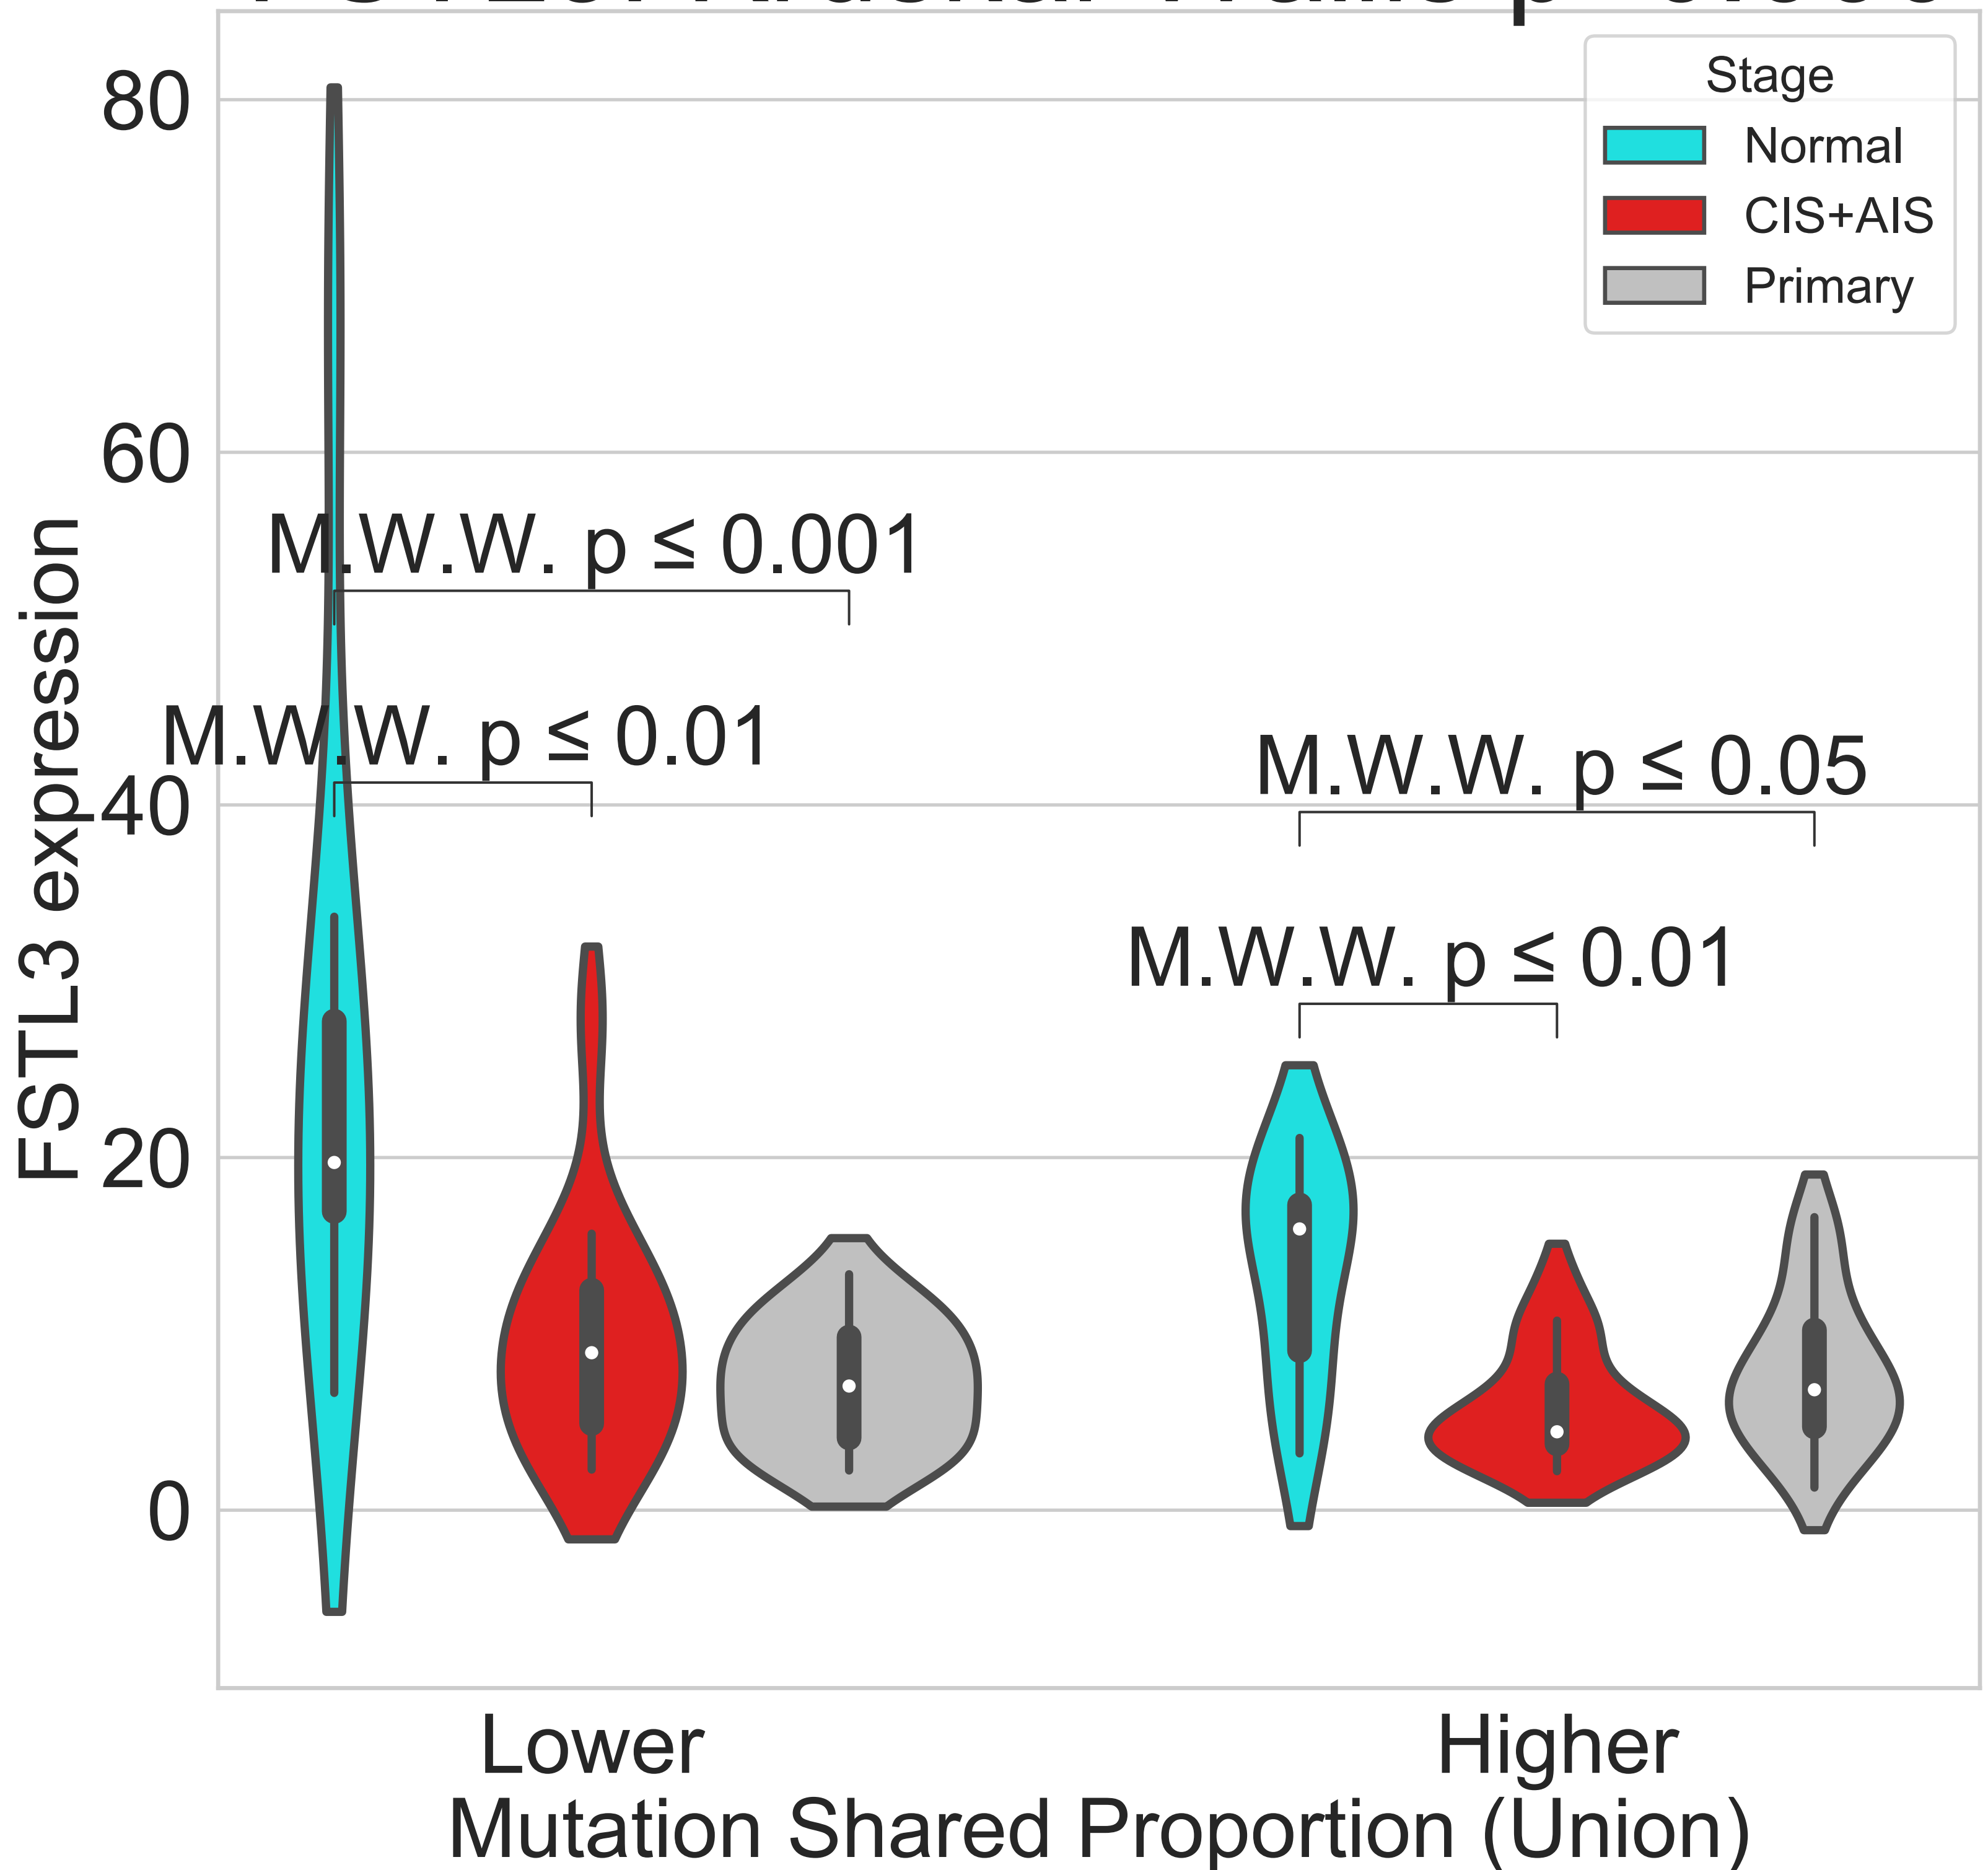 Stage
Normal
CIS+AIS
Primary
80
60
40
20
0
FSTL3 expression
M.W.W. p ≤ 0.001
M.W.W. p ≤ 0.01
M.W.W. p ≤ 0.05
M.W.W. p ≤ 0.01
Lower
Higher
Mutation Shared Proportion (Union)